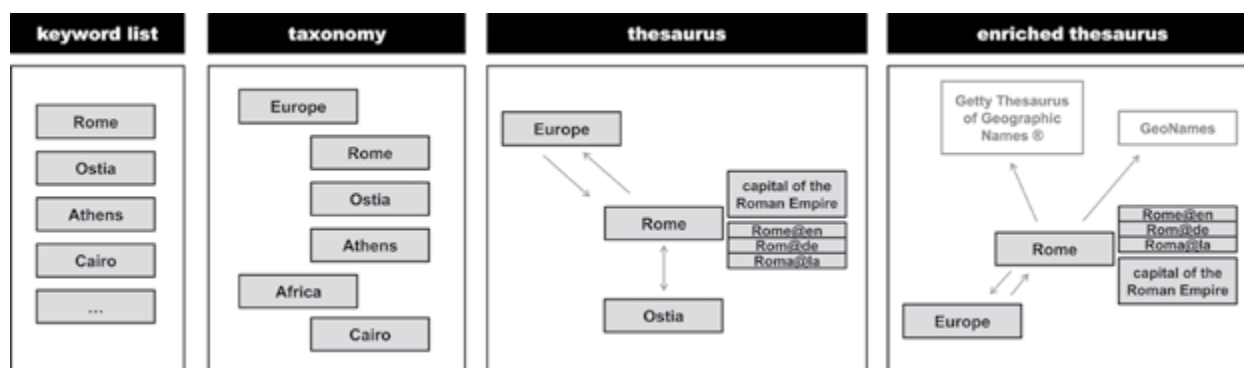 keyword list
Rome
Ostia
Athens
Cairo
...
taxonomy
Europe
Rome
Ostia
Athens
Africa
Cairo
thesaurus
Europe
capital of the
Roman Empire
Rome
Rome@en
Rom@de
Roma@la
Ostia
enriched thesaurus
Getty Thesaurus
of Geographic
Names ®
GeoNames
Rome@en
Rom@de
Roma@la
Rome
capital of the
Roman Empire
Europe